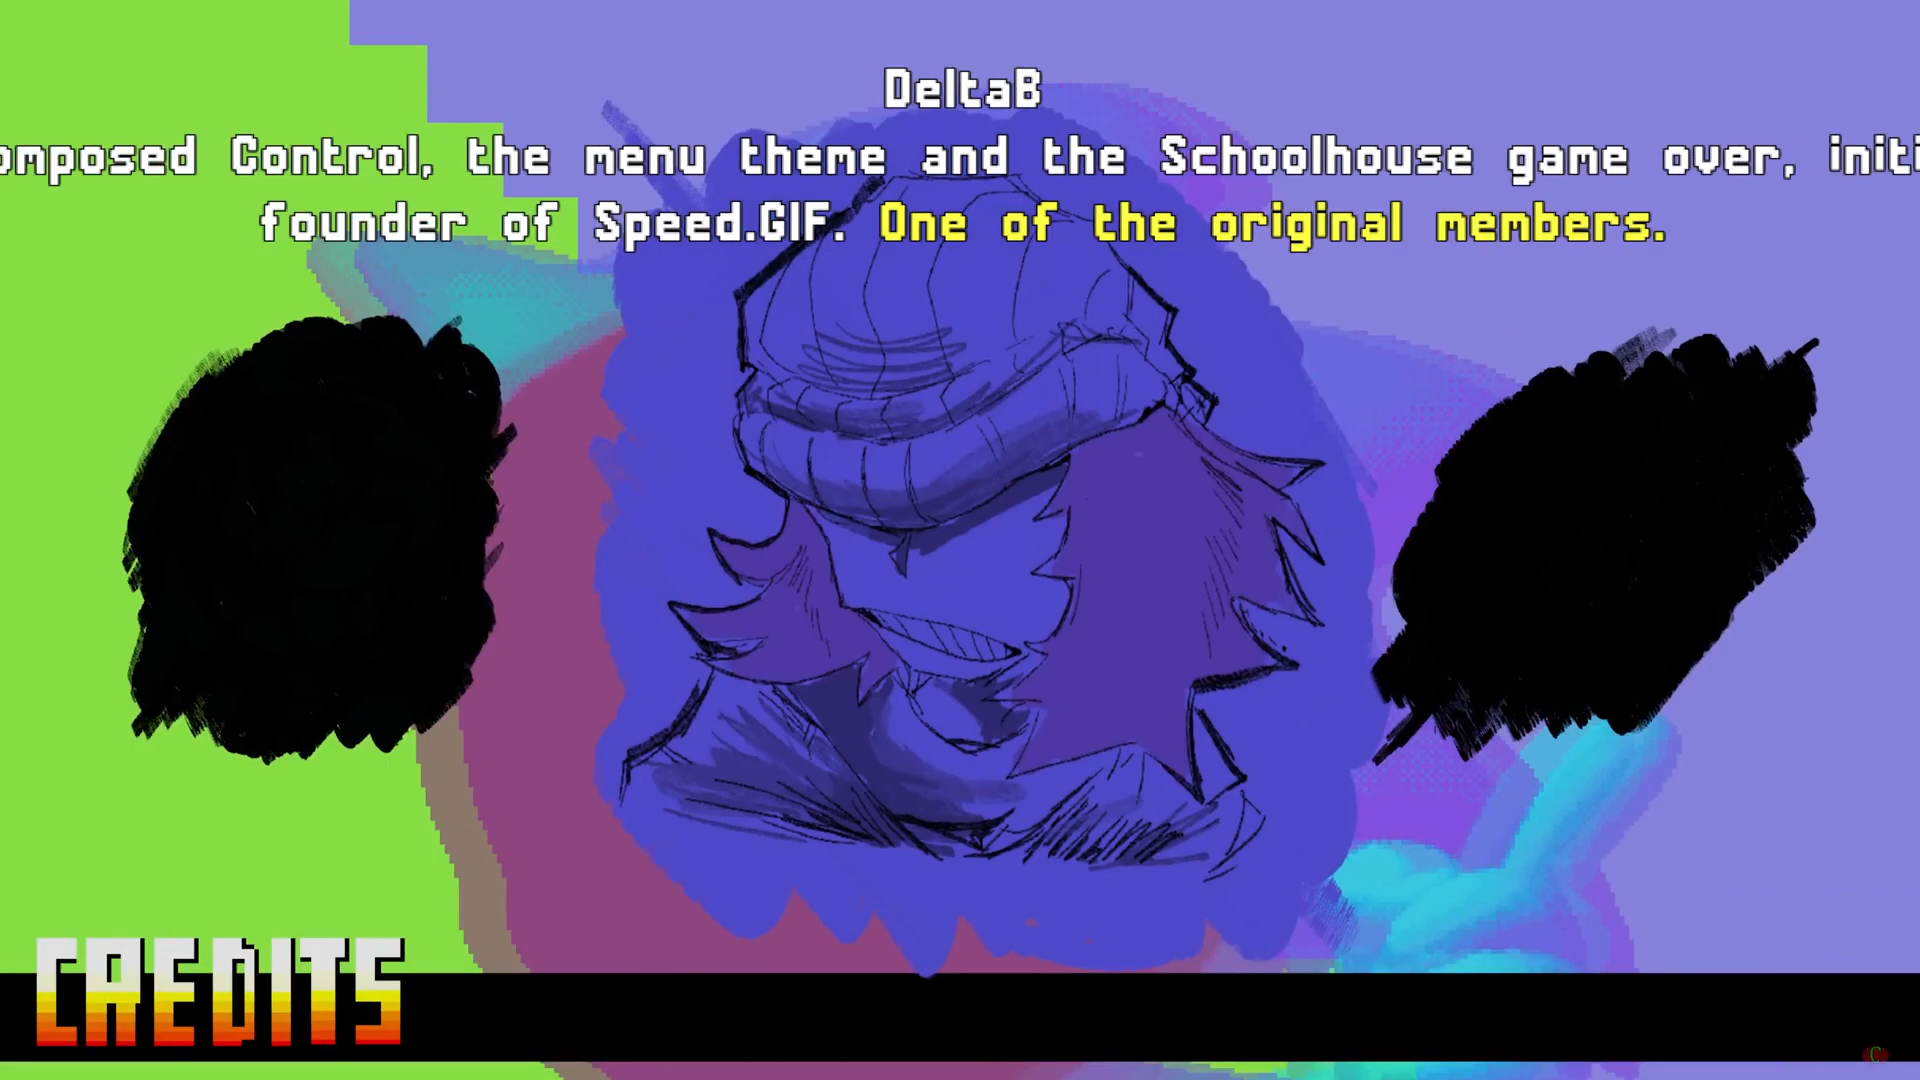 DeltaB
omposed Control, the menu theme and the Schoolhouse game over, initi
founder of Speed.GIF. One of the original members.
CREDITS
C